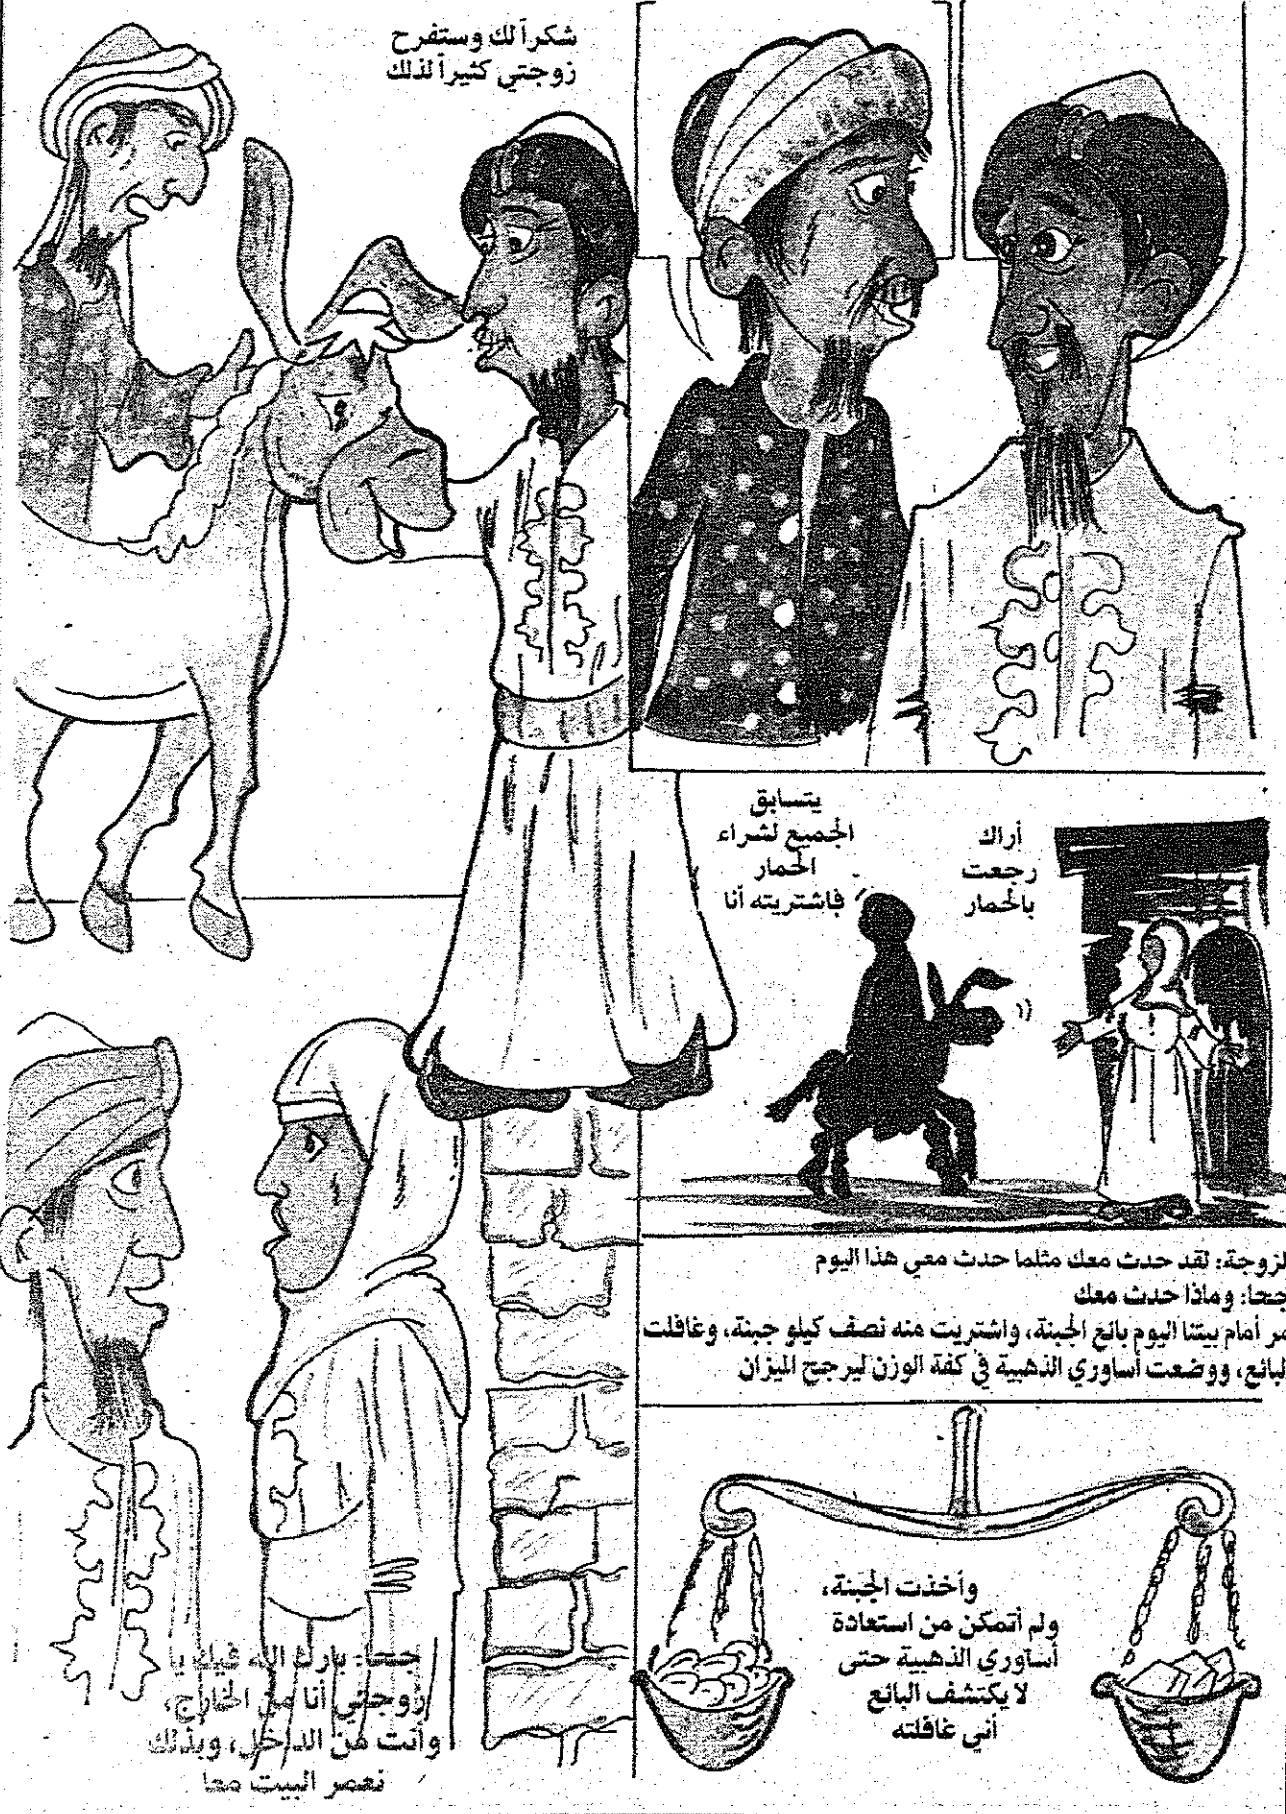 شكراً لك وستفرح
زوجتي كثيراً لذلك
أراك
رجعت
بالحمار
يتسابق
الجميع لشراء
الحمار
فاشتريته أنا
لزوجة: لقد حدث معك مثلما حدث معي هذا اليوم
جحا: وماذا حدث معك
مر أمام بيتنا اليوم بائع الجبنة، واشتريت منه نصف كيلو جبنة، وغافلت
لبائع، ووضعت أساوري الذهبية في كفة الوزن ليرجح الميزان
وأخذت الجبنة،
ولم أتمكن من استعادة
أساوري الذهبية حتى
لا يكتشف البائع
أني غافلته
جحا: بارك الله فيك يا
زوجتي أنا من الخارج،
وأنت من الداخل، وبذلك
نعمر البيت معا